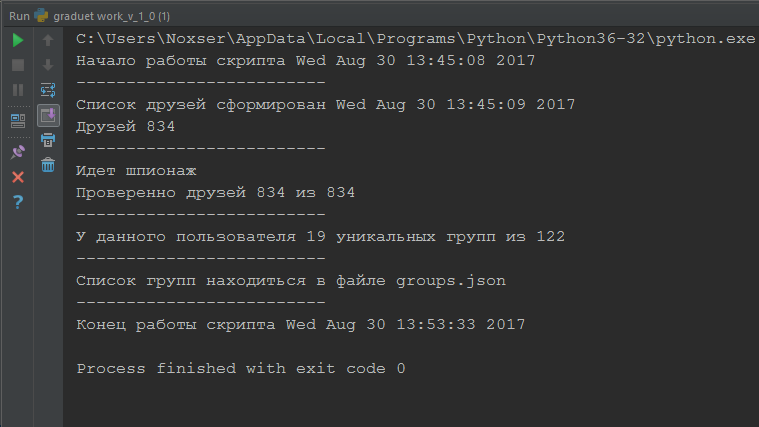 Run graduet work_v_1_0 (1)
C:\Users\Noxser\AppData\Local\Programs\Python\Python36-32\python.exe
Начало работы скрипта Wed Aug 30 13:45:08 2017
-------------------------
Список друзей сформирован Wed Aug 30 13:45:09 2017
Друзей 834
-------------------------
Идет шпионаж
Проверенно друзей 834 из 834
-------------------------
У данного пользователя 19 уникальных групп из 122
-------------------------
Список групп находиться в файле groups.json
-------------------------
Конец работы скрипта Wed Aug 30 13:53:33 2017
Process finished with exit code 0